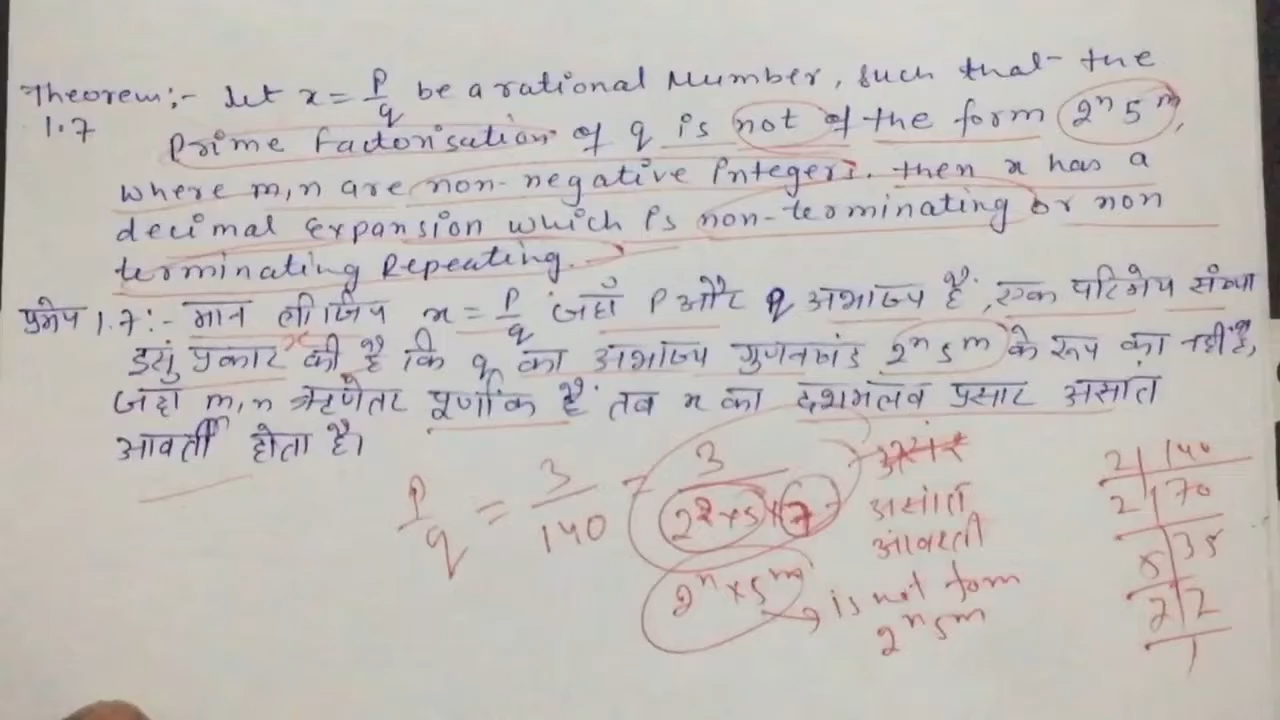 Theorem:- Let x = p/q be a rational Number, such that the
1.7 Prime Factorisation of q is not of the form 2ⁿ5ᵐ,
where m,n are non-negative Integers. then x has a
decimal Expansion which is non-terminating or non
terminating Repeating.
प्रमेय 1.7:- मान लीजिए x = p/q जहाँ P और q अभाज्य है, एक परिमेय संख्या
इस प्रकार की है कि q का अभाज्य गुणनखंड 2ⁿ5ᵐ के रूप का नहीं है,
जहाँ m,n ऋणेतर पूर्णांक है तब x का दशमलव प्रसार असांत
आवर्ती होता है।
p/q = 3/140 = 3/(2²×5×7)
असांत
आवरती
2ⁿ×5ᵐ → is not form
2ⁿ5ᵐ
2 | 140
2 | 70
5 | 35
7 | 7
1